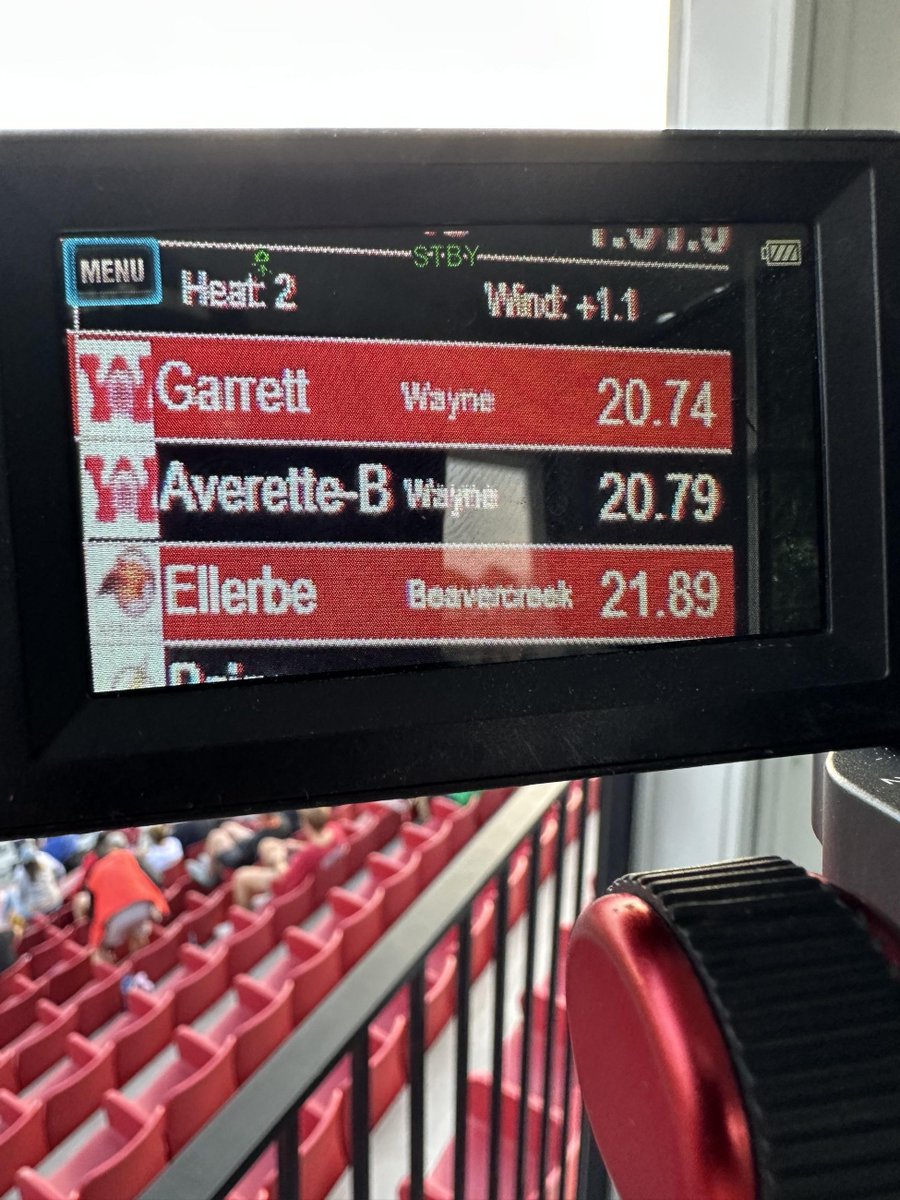 STBY
MENU
Heat 2 Wind: +1.1
Garrett Wayne 20.74
Averette-B Wayne 20.79
Ellerbe Beavercreek 21.89